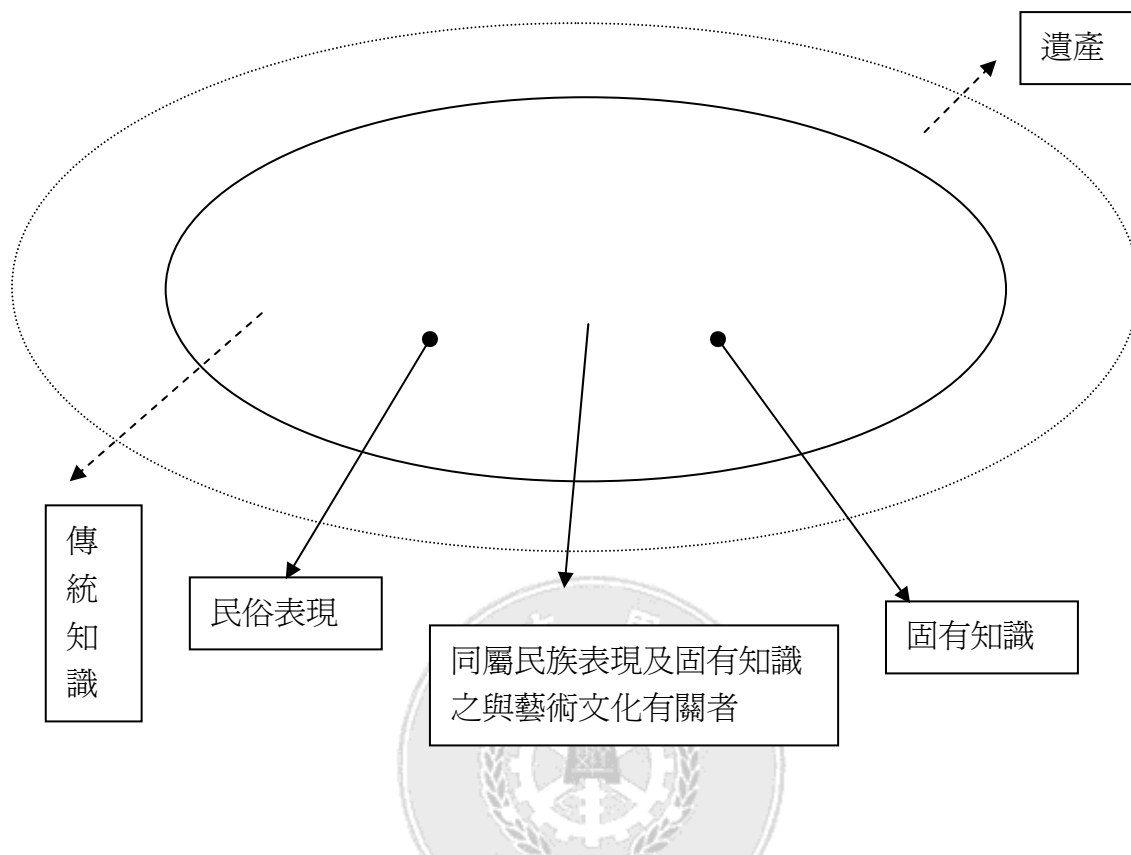 遺產
傳統知識
民俗表現
同屬民族表現及固有知識
之與藝術文化有關者
固有知識